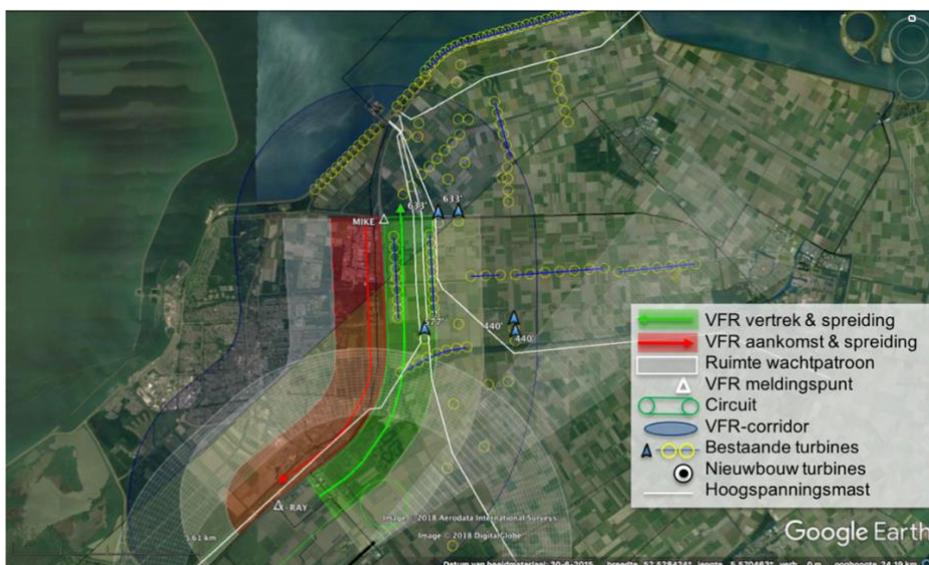 633'
633'
MIKE
577'
440'
440'
RAY
VFR vertrek & spreiding
VFR aankomst & spreiding
Ruimte wachtpatroon
VFR meldingspunt
Circuit
VFR-corridor
Bestaande turbines
Nieuwbouw turbines
Hoogspanningsmast
Image © 2018 Aerodata International Surveys
Image © 2018 DigitalGlobe
5.61 km
Google Earth